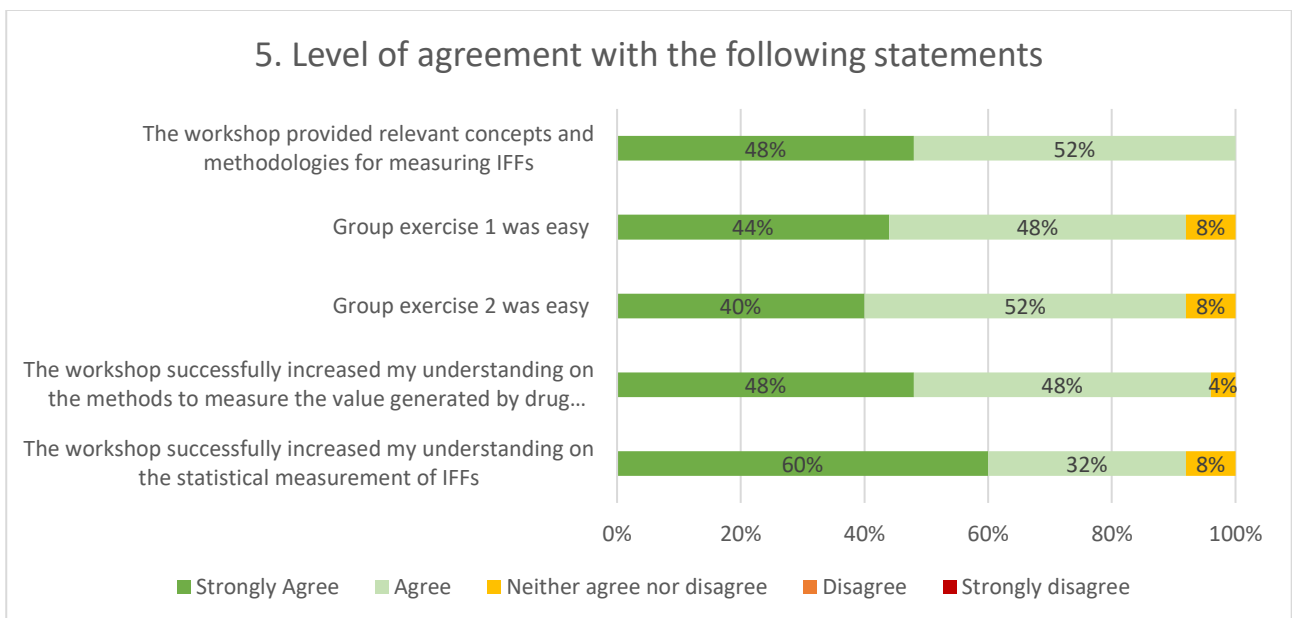 5. Level of agreement with the following statements
The workshop provided relevant concepts and
methodologies for measuring IFFs
48% 52%
Group exercise 1 was easy
44% 48% 8%
Group exercise 2 was easy
40% 52% 8%
The workshop successfully increased my understanding on
the methods to measure the value generated by drug...
48% 48% 4%
The workshop successfully increased my understanding on
the statistical measurement of IFFs
60% 32% 8%
0% 20% 40% 60% 80% 100%
Strongly Agree Agree Neither agree nor disagree Disagree Strongly disagree